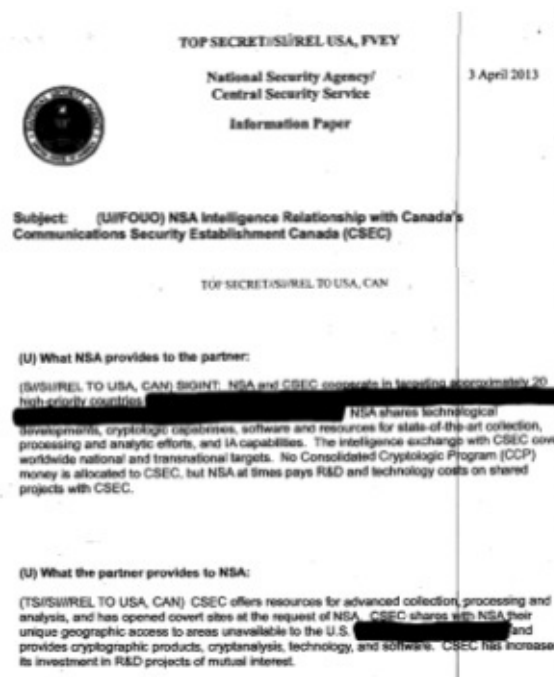 TOP SECRET//SI//REL USA, FVEY
National Security Agency/
3 April 2013
Central Security Service
Information Paper
Subject: (U//FOUO) NSA Intelligence Relationship with Canada's
Communications Security Establishment Canada (CSEC)
TOP SECRET//SI//REL TO USA, CAN
(U) What NSA provides to the partner:
(S//SI//REL TO USA, CAN) SIGINT: NSA and CSEC cooperate in targeting approximately 20
high-priority countries
NSA shares technological
developments, cryptologic capabilities, software and resources for state-of-the-art collection,
processing and analytic efforts, and IA capabilities. The intelligence exchange with CSEC cove
worldwide national and transnational targets. No Consolidated Cryptologic Program (CCP)
money is allocated to CSEC, but NSA at times pays R&D and technology costs on shared
projects with CSEC.
(U) What the partner provides to NSA:
(TS//SI//REL TO USA, CAN) CSEC offers resources for advanced collection, processing and
analysis, and has opened covert sites at the request of NSA. CSEC shares with NSA their
unique geographic access to areas unavailable to the U.S. and
provides cryptographic products, cryptanalysis, technology, and software. CSEC has increase
its investment in R&D projects of mutual interest.